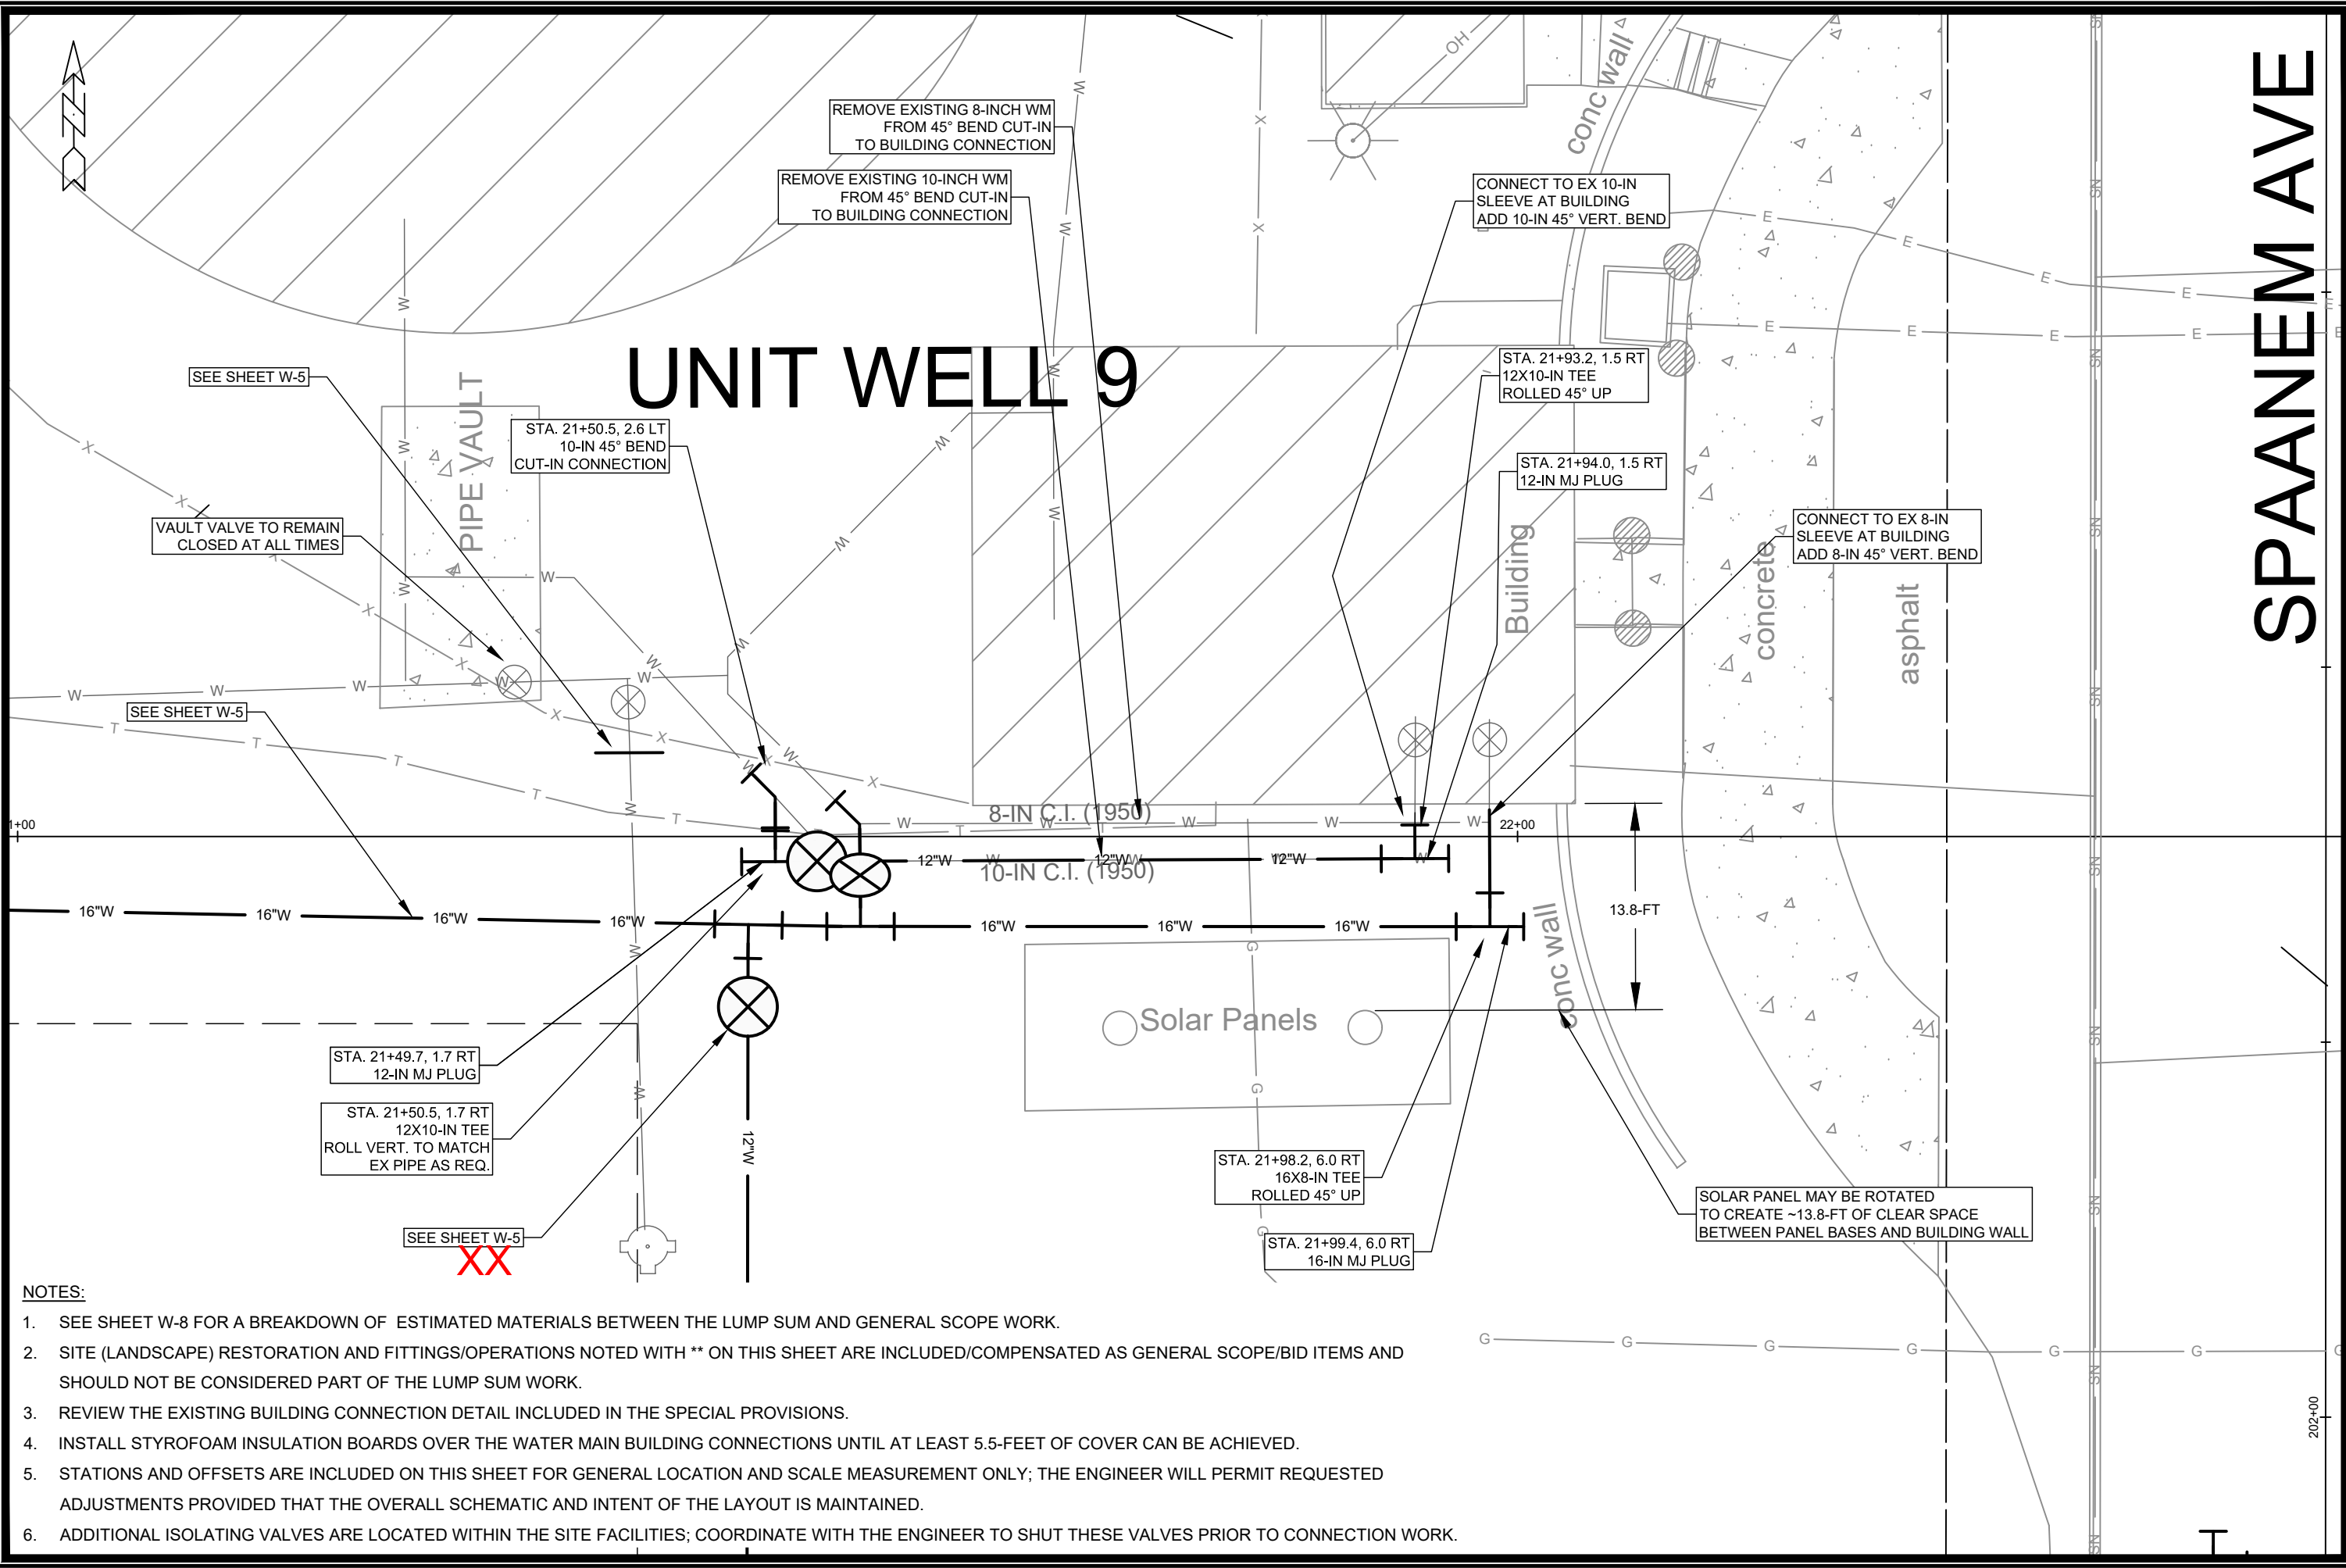 SPAANEM AVE
UNIT WELL 9
REMOVE EXISTING 8-INCH WM
FROM 45° BEND CUT-IN
TO BUILDING CONNECTION
REMOVE EXISTING 10-INCH WM
FROM 45° BEND CUT-IN
TO BUILDING CONNECTION
CONNECT TO EX 10-IN
SLEEVE AT BUILDING
ADD 10-IN 45° VERT. BEND
conc wall
OH
SEE SHEET W-5
PIPE VAULT
STA. 21+50.5, 2.6 LT
10-IN 45° BEND
CUT-IN CONNECTION
STA. 21+93.2, 1.5 RT
12X10-IN TEE
ROLLED 45° UP
STA. 21+94.0, 1.5 RT
12-IN MJ PLUG
VAULT VALVE TO REMAIN
CLOSED AT ALL TIMES
CONNECT TO EX 8-IN
SLEEVE AT BUILDING
ADD 8-IN 45° VERT. BEND
Building
concrete
asphalt
SEE SHEET W-5
8-IN C.I. (1950)
1+00
22+00
12"W
12"W
12"W
10-IN C.I. (1950)
16"W
16"W
16"W
16"W
16"W
16"W
16"W
13.8-FT
conc wall
Solar Panels
STA. 21+49.7, 1.7 RT
12-IN MJ PLUG
STA. 21+50.5, 1.7 RT
12X10-IN TEE
ROLL VERT. TO MATCH
EX PIPE AS REQ.
12"W
STA. 21+98.2, 6.0 RT
16X8-IN TEE
ROLLED 45° UP
STA. 21+99.4, 6.0 RT
16-IN MJ PLUG
SOLAR PANEL MAY BE ROTATED
TO CREATE ~13.8-FT OF CLEAR SPACE
BETWEEN PANEL BASES AND BUILDING WALL
SEE SHEET W-5
XX
202+00
NOTES:
1. SEE SHEET W-8 FOR A BREAKDOWN OF ESTIMATED MATERIALS BETWEEN THE LUMP SUM AND GENERAL SCOPE WORK.
2. SITE (LANDSCAPE) RESTORATION AND FITTINGS/OPERATIONS NOTED WITH ** ON THIS SHEET ARE INCLUDED/COMPENSATED AS GENERAL SCOPE/BID ITEMS AND
SHOULD NOT BE CONSIDERED PART OF THE LUMP SUM WORK.
3. REVIEW THE EXISTING BUILDING CONNECTION DETAIL INCLUDED IN THE SPECIAL PROVISIONS.
4. INSTALL STYROFOAM INSULATION BOARDS OVER THE WATER MAIN BUILDING CONNECTIONS UNTIL AT LEAST 5.5-FEET OF COVER CAN BE ACHIEVED.
5. STATIONS AND OFFSETS ARE INCLUDED ON THIS SHEET FOR GENERAL LOCATION AND SCALE MEASUREMENT ONLY; THE ENGINEER WILL PERMIT REQUESTED
ADJUSTMENTS PROVIDED THAT THE OVERALL SCHEMATIC AND INTENT OF THE LAYOUT IS MAINTAINED.
6. ADDITIONAL ISOLATING VALVES ARE LOCATED WITHIN THE SITE FACILITIES; COORDINATE WITH THE ENGINEER TO SHUT THESE VALVES PRIOR TO CONNECTION WORK.